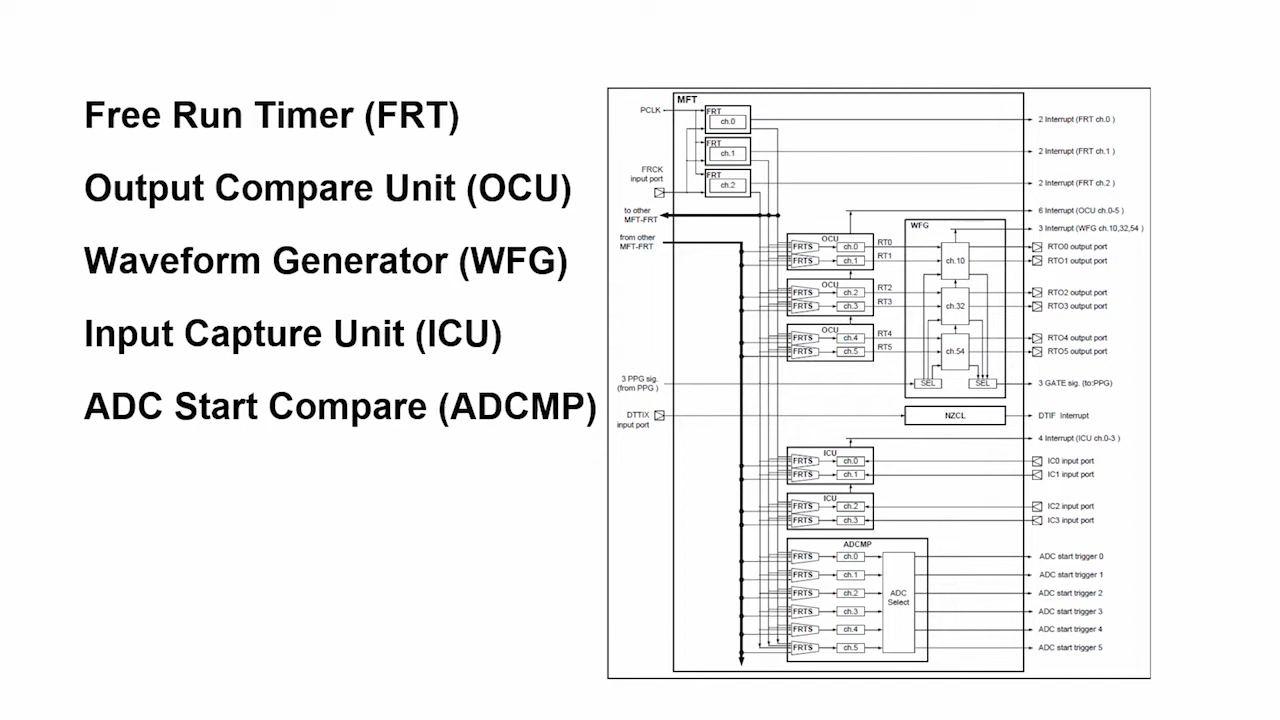 Free Run Timer (FRT)
Output Compare Unit (OCU)
Waveform Generator (WFG)
Input Capture Unit (ICU)
ADC Start Compare (ADCMP)
MFT
PCLK
FRT
ch.0
2 Interrupt (FRT ch.0 )
FRT
ch.1
2 Interrupt (FRT ch.1 )
FRCK
input port
FRT
ch.2
2 Interrupt (FRT ch.2 )
to other
MFT-FRT
6 Interrupt (OCU ch.0-5 )
from other
MFT-FRT
WFG
3 Interrupt (WFG ch.10,32,54 )
OCU
FRTS ch.0 RT0
RTO0 output port
FRTS ch.1 RT1
ch.10
RTO1 output port
OCU
FRTS ch.2 RT2
RTO2 output port
FRTS ch.3 RT3
ch.32
RTO3 output port
OCU
FRTS ch.4 RT4
RTO4 output port
FRTS ch.5 RT5
ch.54
RTO5 output port
3 PPG sig.
(from PPG )
SEL SEL
3 GATE sig. (to:PPG)
DTTIX
input port
NZCL
DTIF Interrupt
4 Interrupt (ICU ch.0-3 )
ICU
FRTS ch.0 IC0 input port
FRTS ch.1 IC1 input port
ICU
FRTS ch.2 IC2 input port
FRTS ch.3 IC3 input port
ADCMP
FRTS ch.0 ADC start trigger 0
FRTS ch.1 ADC start trigger 1
FRTS ch.2 ADC start trigger 2
ADC
Select
FRTS ch.3 ADC start trigger 3
FRTS ch.4 ADC start trigger 4
FRTS ch.5 ADC start trigger 5